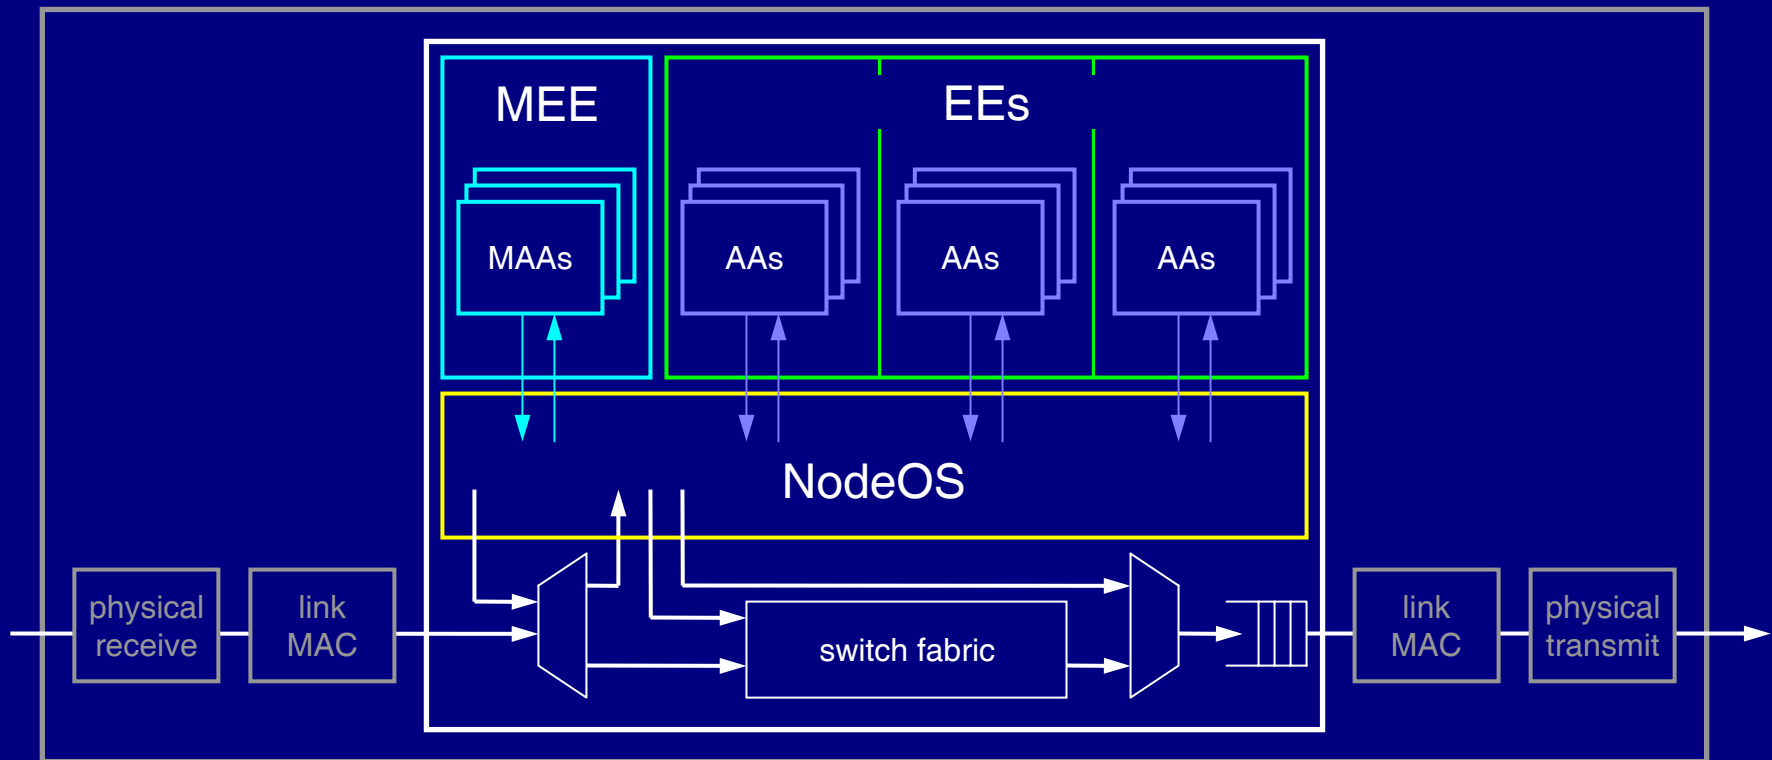 MEE
EEs
MAAs
AAs
AAs
AAs
NodeOS
physical
receive
link
MAC
switch fabric
link
MAC
physical
transmit